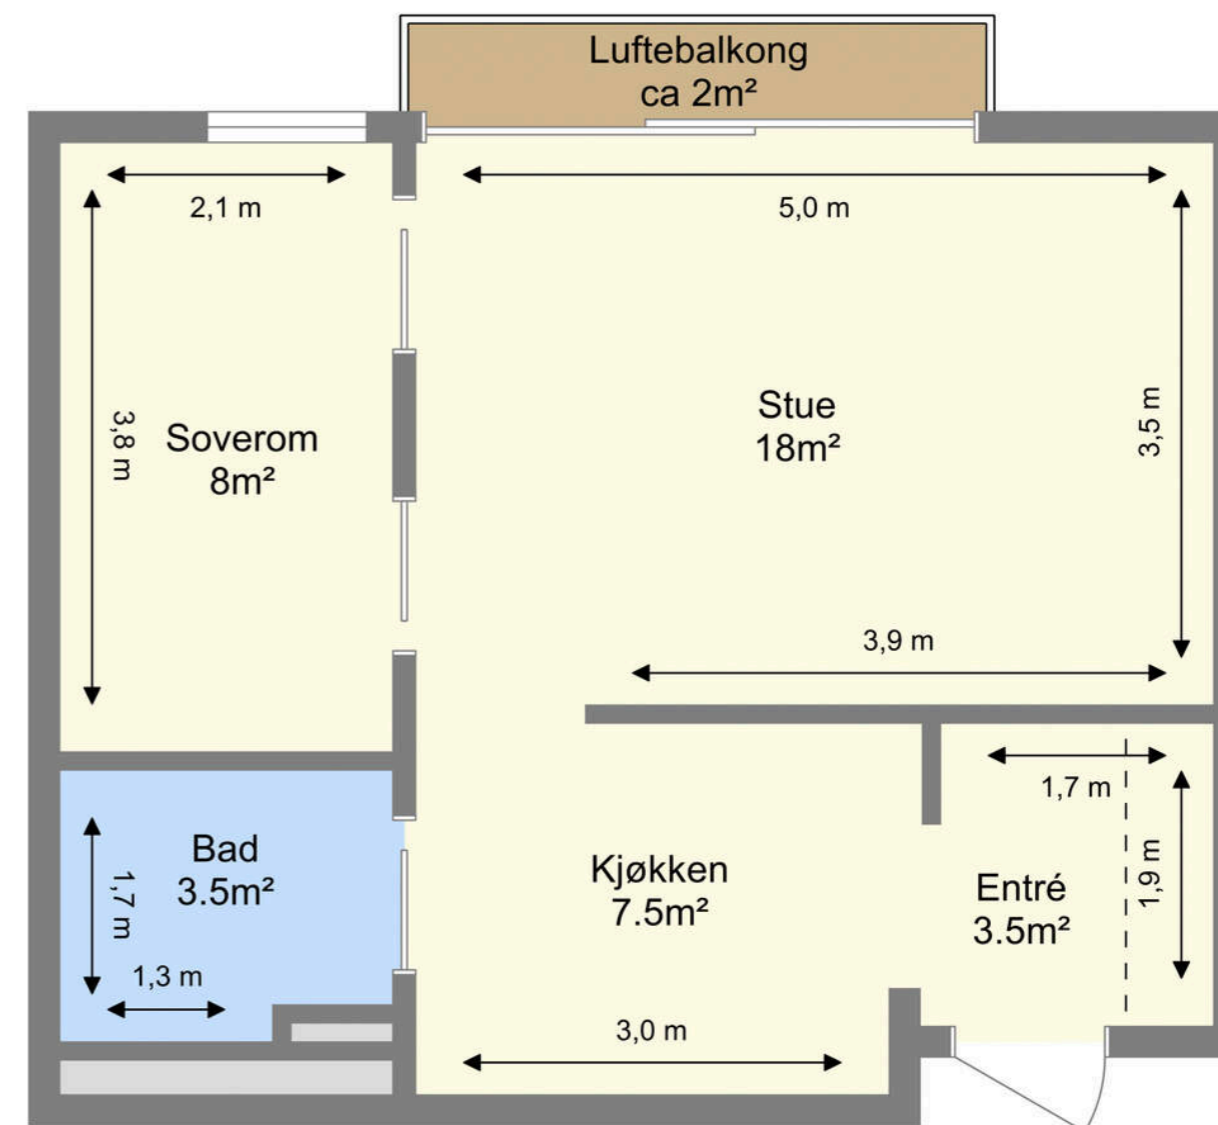 Luftebalkong
ca 2m²
2,1 m
5,0 m
3,8 m
Soverom
8m²
Stue
18m²
3,5 m
3,9 m
Bad
3.5m²
1,7 m
1,3 m
Kjøkken
7.5m²
3,0 m
1,7 m
Entré
3.5m²
1,9 m